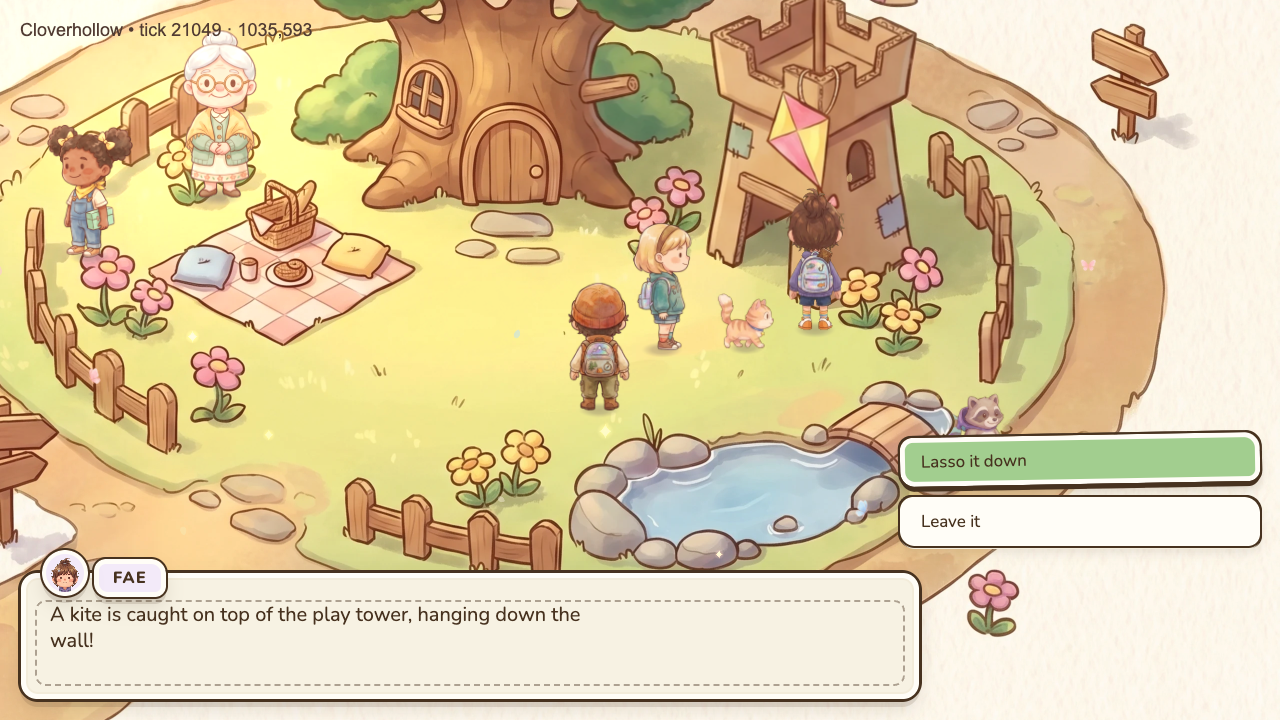 Cloverhollow • tick 21049 · 1035,593
Lasso it down
Leave it
FAE
A kite is caught on top of the play tower, hanging down the
wall!